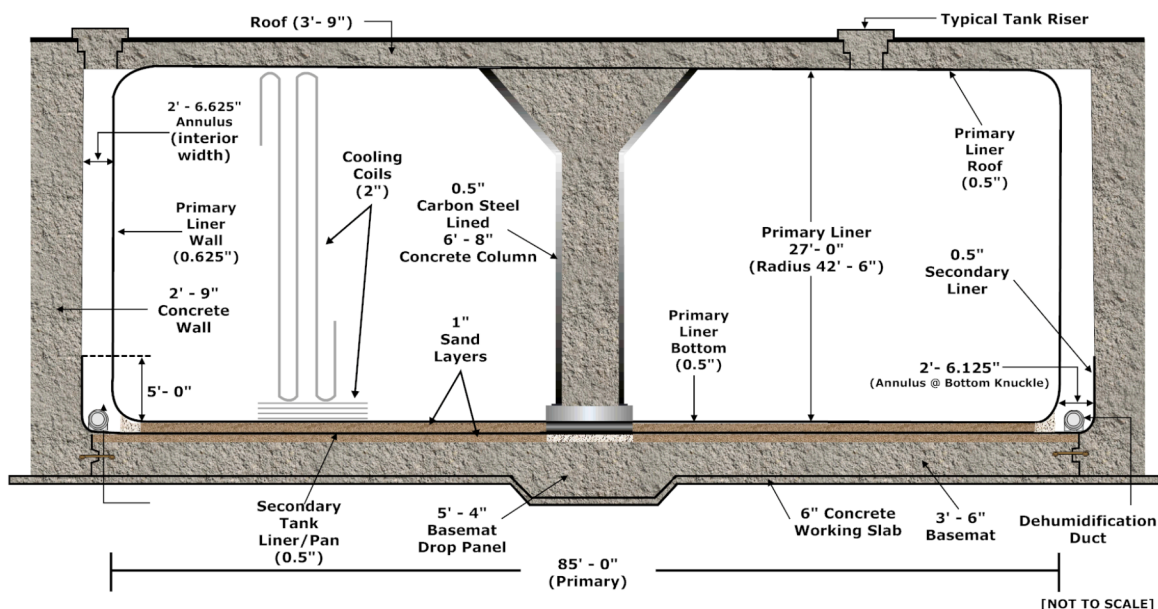 Roof (3'- 9")
Typical Tank Riser
2' - 6.625"
Annulus
(interior
width)
Cooling
Coils
(2")
0.5"
Carbon Steel
Lined
6' - 8"
Concrete Column
Primary
Liner
Roof
(0.5")
Primary
Liner
Wall
(0.625")
Primary Liner
27'- 0"
(Radius 42' - 6")
0.5"
Secondary
Liner
2' - 9"
Concrete
Wall
1"
Sand
Layers
Primary
Liner
Bottom
(0.5")
5'- 0"
2'- 6.125"
(Annulus @ Bottom Knuckle)
Secondary
Tank
Liner/Pan
(0.5")
5' - 4"
Basemat
Drop Panel
6" Concrete
Working Slab
3' - 6"
Basemat
Dehumidification
Duct
85' - 0"
(Primary)
[NOT TO SCALE]